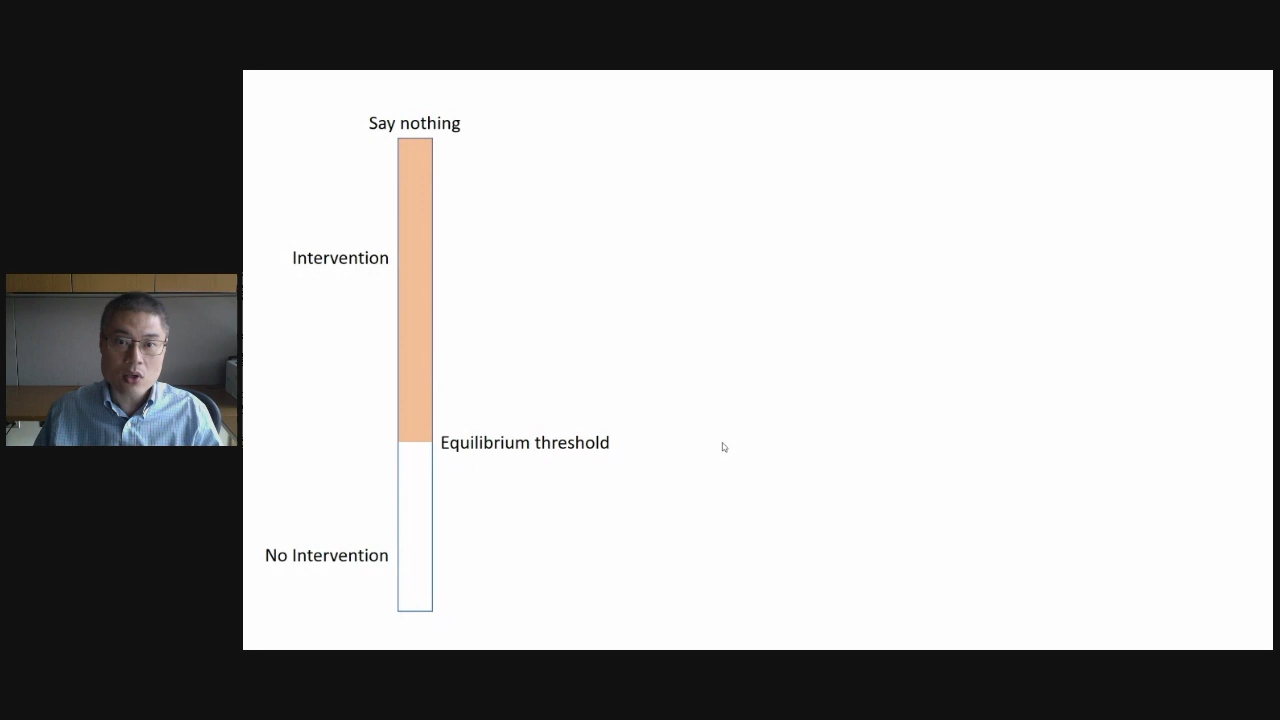 Say nothing
Intervention
Equilibrium threshold
No Intervention